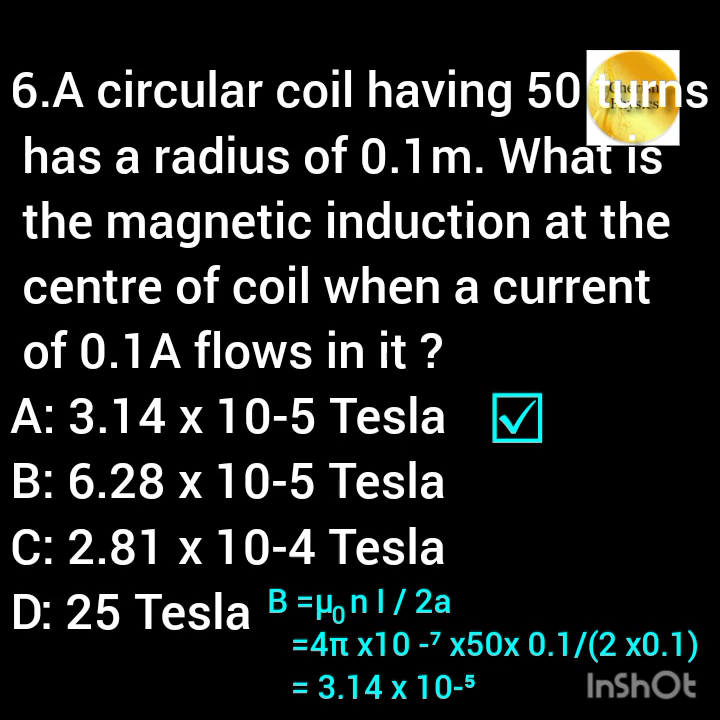 6.A circular coil having 50 turns
has a radius of 0.1m. What is
the magnetic induction at the
centre of coil when a current
of 0.1A flows in it ?
A: 3.14 x 10-5 Tesla ☑
B: 6.28 x 10-5 Tesla
C: 2.81 x 10-4 Tesla
D: 25 Tesla
B =μ₀ n I / 2a
=4π x10 -⁷ x50x 0.1/(2 x0.1)
= 3.14 x 10-⁵
InShOt